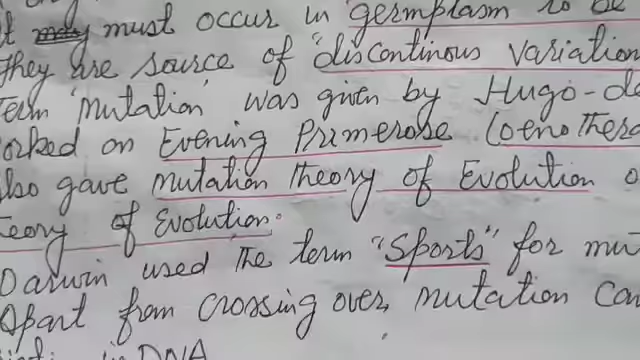 must occur in germplasm to be
They are source of "discontinous variation
Term 'mutation' was given by Hugo-de
orked on Evening Primerose (oenothera
also gave mutation theory of Evolution o
eory of Evolution.
Darwin used the term "Sports" for mut
Apart from crossing over, mutation can
in DNA